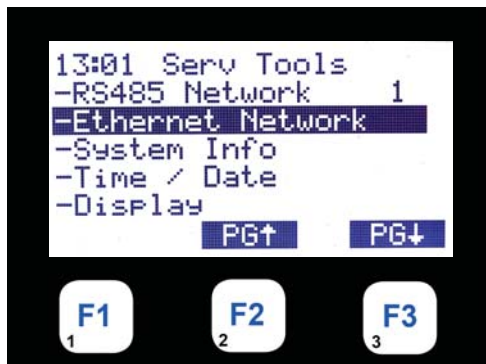 13:01 Serv Tools
-RS485 Network 1
-Ethernet Network
-System Info
-Time / Date
-Display
PG↑ PG↓
F1 F2 F3
1 2 3